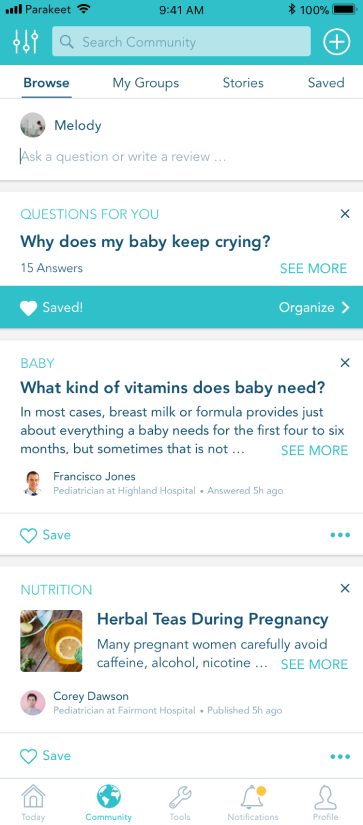 Parakeet 9:41 AM 100%
Search Community
Browse My Groups Stories Saved
Melody
Ask a question or write a review ...
QUESTIONS FOR YOU
Why does my baby keep crying?
15 Answers SEE MORE
Saved! Organize
BABY
What kind of vitamins does baby need?
In most cases, breast milk or formula provides just
about everything a baby needs for the first four to six
months, but sometimes that is not ... SEE MORE
Francisco Jones
Pediatrician at Highland Hospital • Answered 5h ago
Save
NUTRITION
Herbal Teas During Pregnancy
Many pregnant women carefully avoid
caffeine, alcohol, nicotine ... SEE MORE
Corey Dawson
Pediatrician at Fairmont Hospital • Published 5h ago
Save
Today Community Tools Notifications Profile